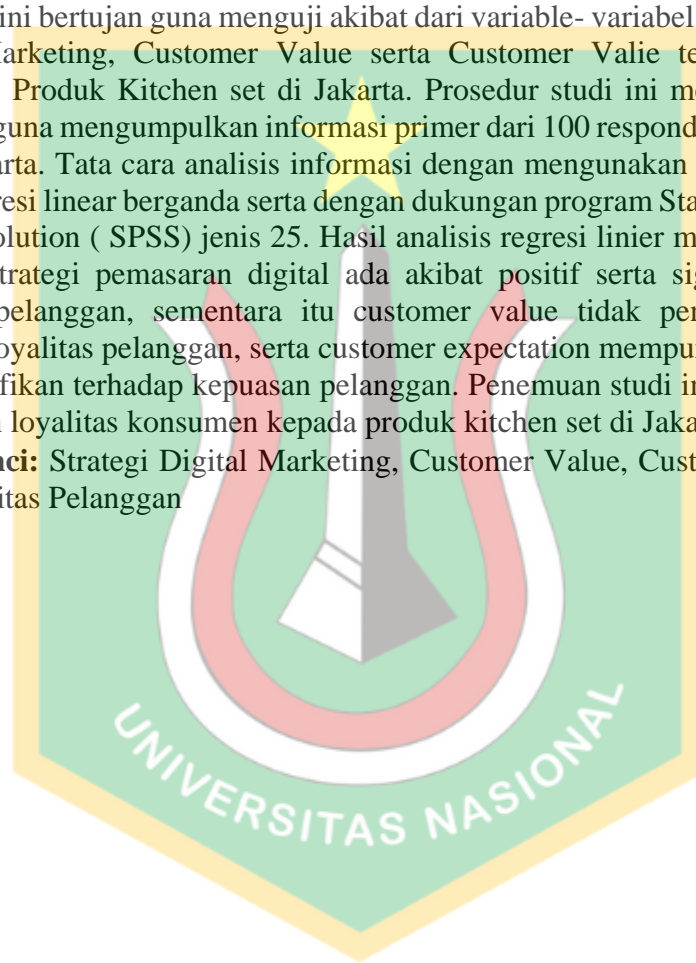 ini bertujan guna menguji akibat dari variable- variabel
arketing, Customer Value serta Customer Valie te
Produk Kitchen set di Jakarta. Prosedur studi ini m
guna mengumpulkan informasi primer dari 100 respond
arta. Tata cara analisis informasi dengan mengunakan
resi linear berganda serta dengan dukungan program Sta
olution ( SPSS) jenis 25. Hasil analisis regresi linier m
trategi pemasaran digital ada akibat positif serta sig
pelanggan, sementara itu customer value tidak per
oyalitas pelanggan, serta customer expectation mempu
fikan terhadap kepuasan pelanggan. Penemuan studi in
n loyalitas konsumen kepada produk kitchen set di Jaka
nci: Strategi Digital Marketing, Customer Value, Cust
itas Pelanggan
UNIVERSITAS NASIONAL